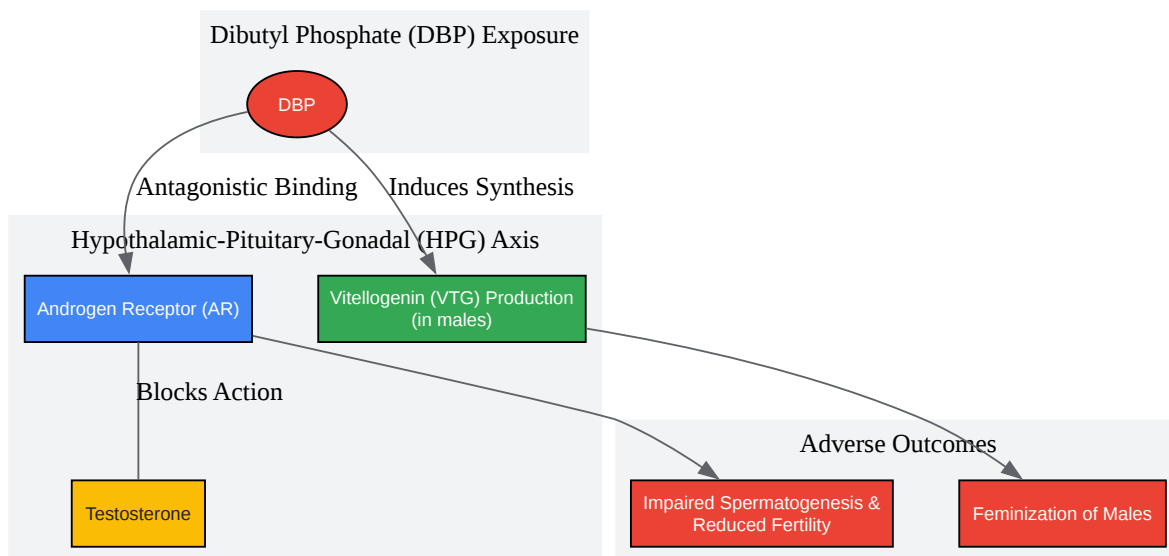 Dibutyl Phosphate (DBP) Exposure
DBP
Antagonistic Binding
Induces Synthesis
Hypothalamic-Pituitary-Gonadal (HPG) Axis
Androgen Receptor (AR)
Vitellogenin (VTG) Production
(in males)
Blocks Action
Testosterone
Adverse Outcomes
Impaired Spermatogenesis &
Reduced Fertility
Feminization of Males